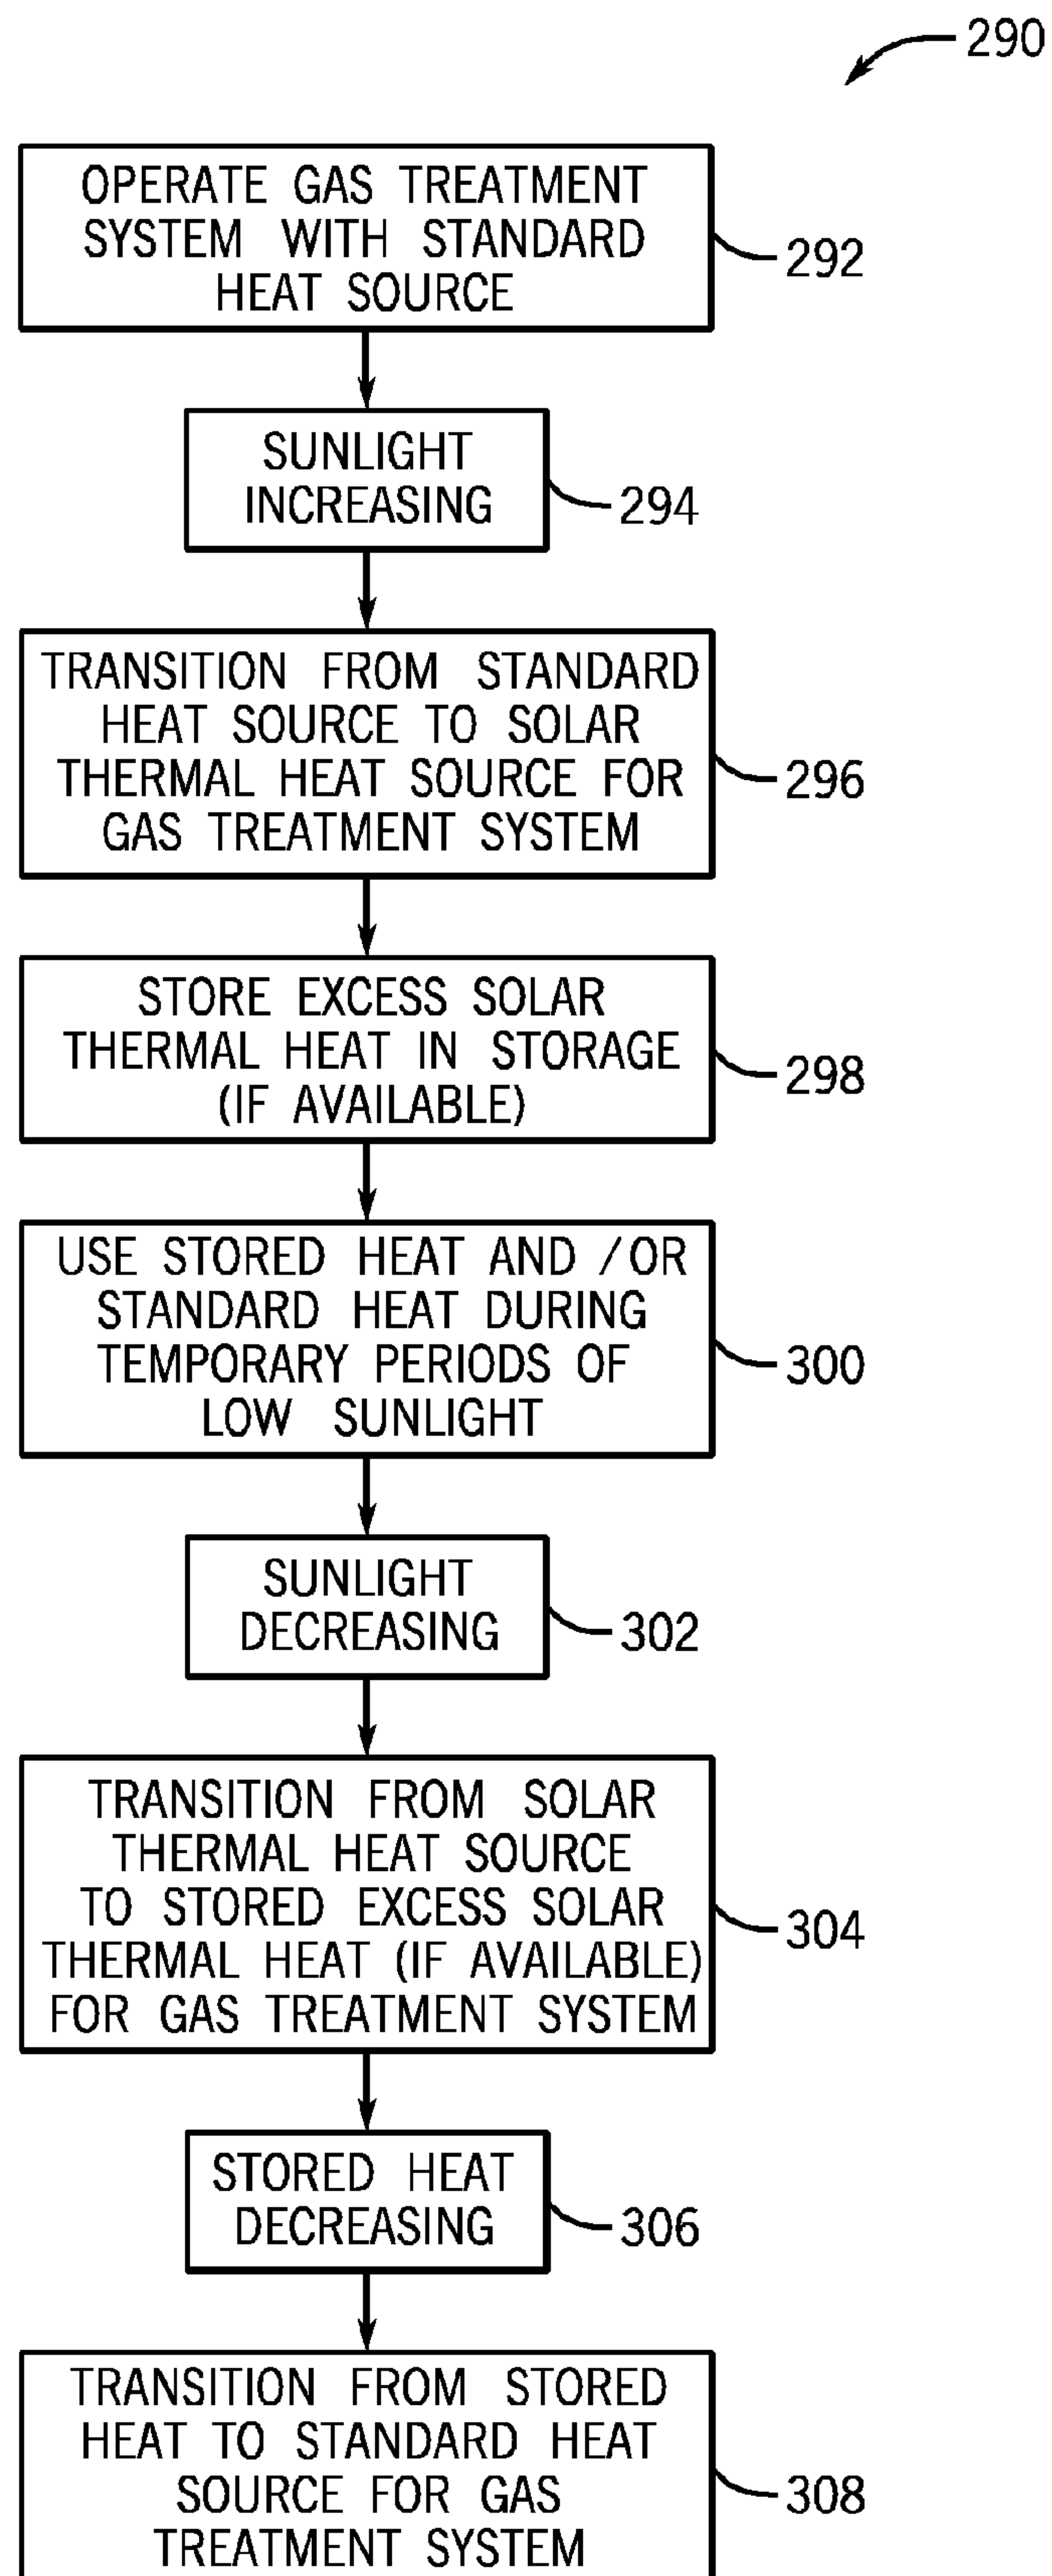 290
OPERATE GAS TREATMENT
SYSTEM WITH STANDARD
HEAT SOURCE
292
SUNLIGHT
INCREASING
294
TRANSITION FROM STANDARD
HEAT SOURCE TO SOLAR
THERMAL HEAT SOURCE FOR
GAS TREATMENT SYSTEM
296
STORE EXCESS SOLAR
THERMAL HEAT IN STORAGE
(IF AVAILABLE)
298
USE STORED HEAT AND /OR
STANDARD HEAT DURING
TEMPORARY PERIODS OF
LOW SUNLIGHT
300
SUNLIGHT
DECREASING
302
TRANSITION FROM SOLAR
THERMAL HEAT SOURCE
TO STORED EXCESS SOLAR
THERMAL HEAT (IF AVAILABLE)
FOR GAS TREATMENT SYSTEM
304
STORED HEAT
DECREASING
306
TRANSITION FROM STORED
HEAT TO STANDARD HEAT
SOURCE FOR GAS
TREATMENT SYSTEM
308